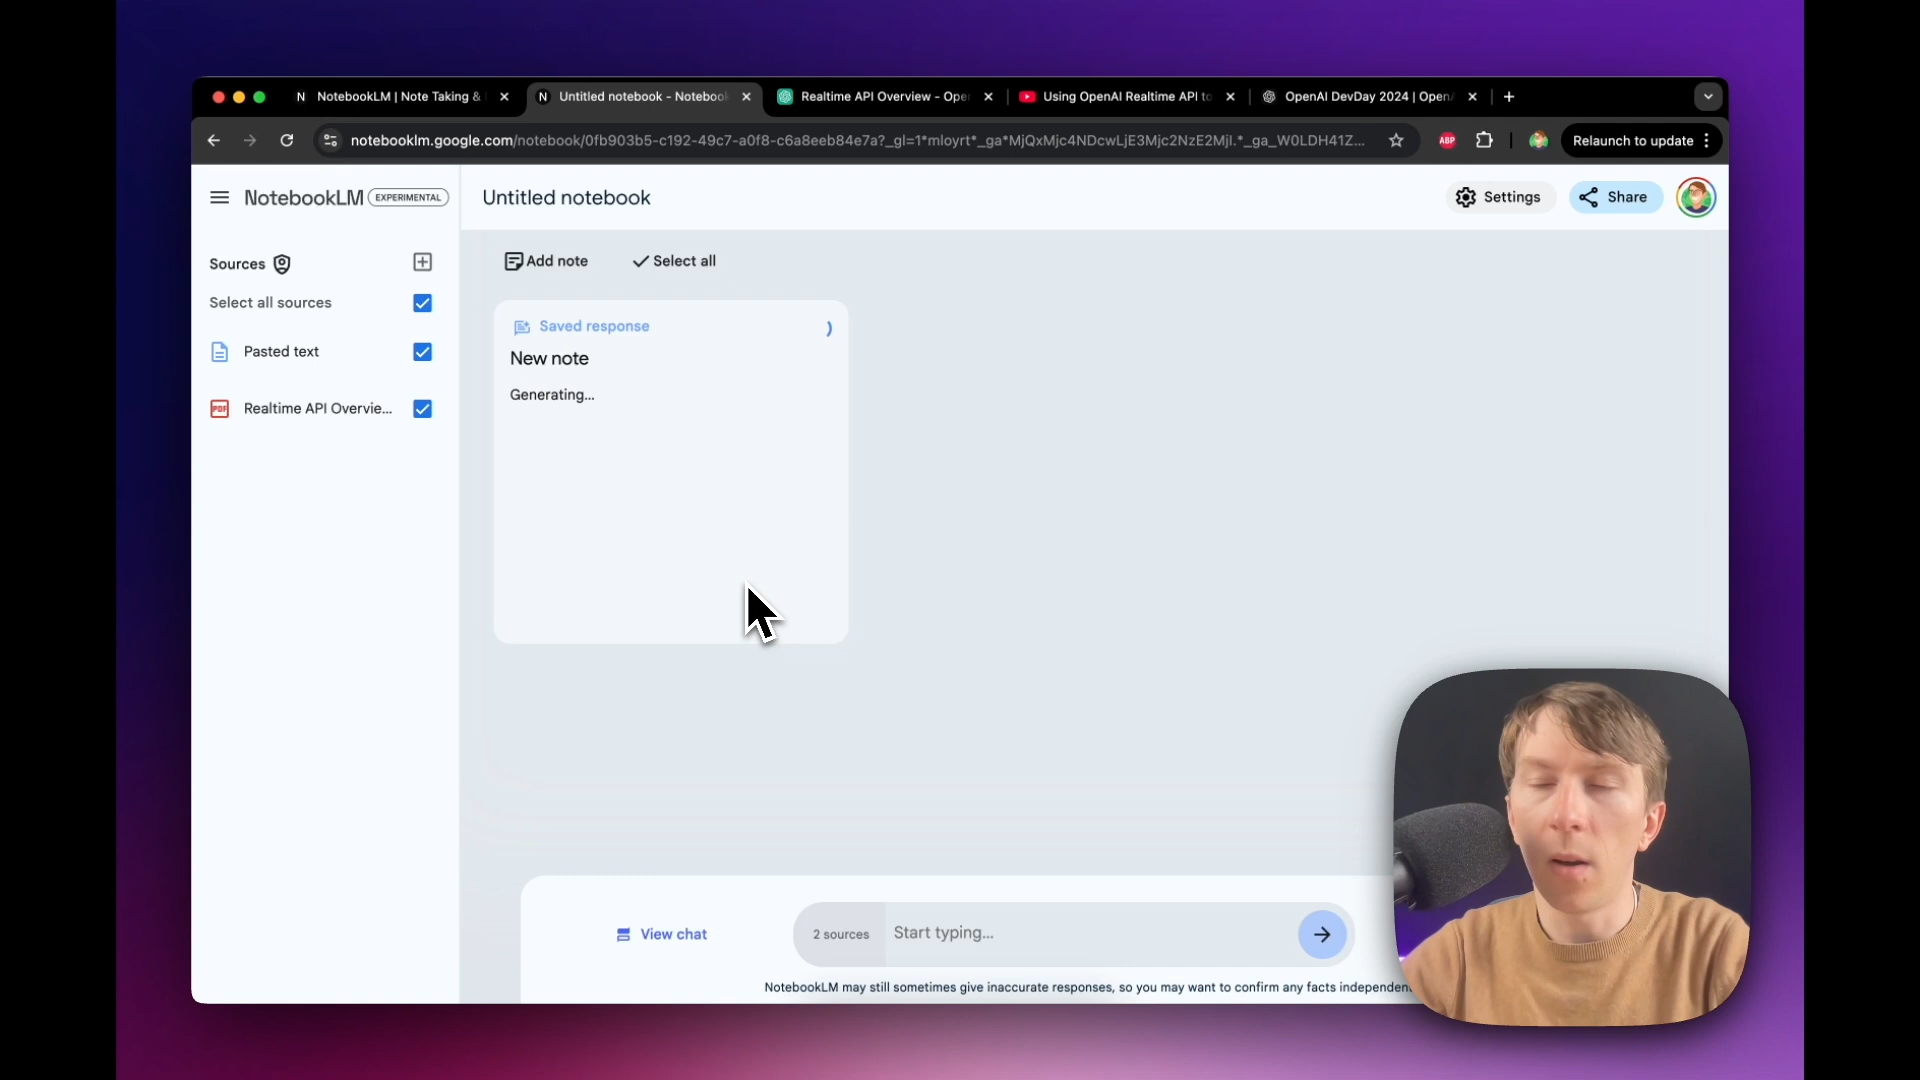 NotebookLM | Note Taking &
Untitled notebook - Notebook
Realtime API Overview - Ope
Using OpenAI Realtime API to
OpenAI DevDay 2024 | Open
notebooklm.google.com/notebook/0fb903b5-c192-49c7-a0f8-c6a8eeb84e7a?_gl=1*mloyrt*_ga*MjQxMjc4NDcwLjE3Mjc2NzE2MjI.*_ga_W0LDH41Z...
ABP
Relaunch to update
NotebookLM EXPERIMENTAL
Untitled notebook
Settings
Share
Sources
Select all sources
Pasted text
PDF
Realtime API Overvie...
Add note
Select all
Saved response
New note
Generating...
View chat
2 sources
Start typing...
NotebookLM may still sometimes give inaccurate responses, so you may want to confirm any facts independen